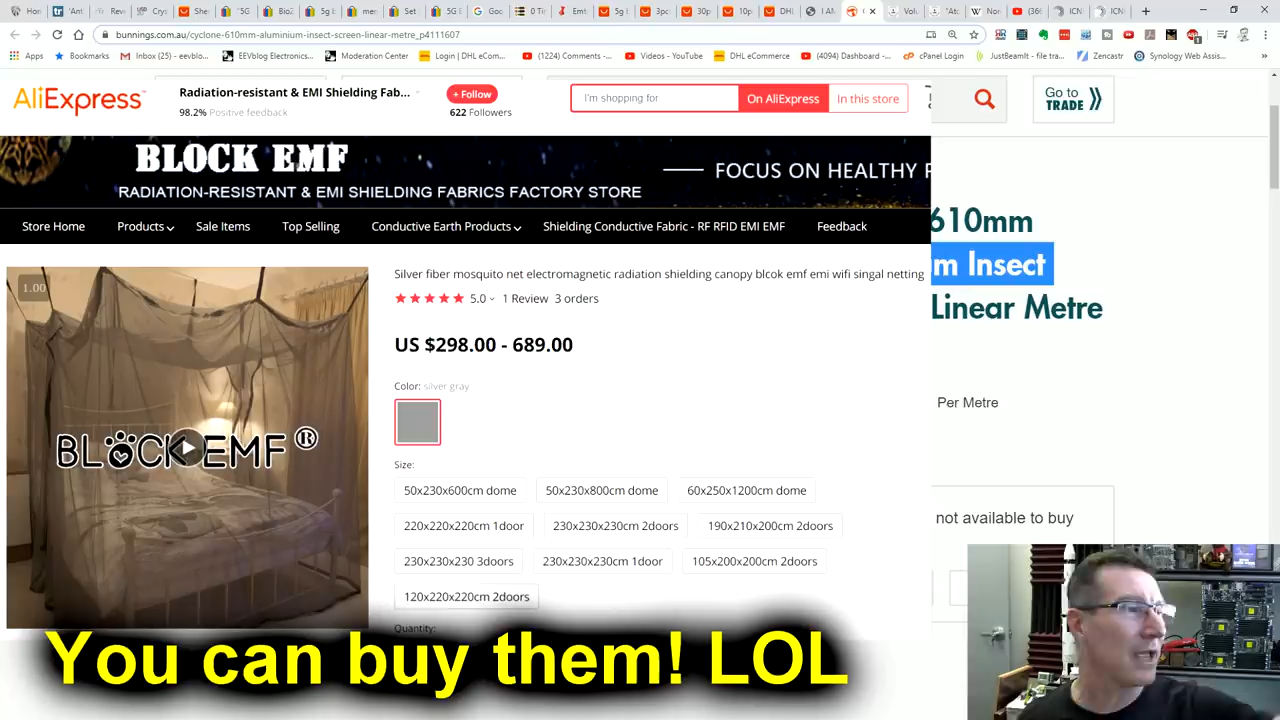 bunnings.com.au/cyclone-610mm-aluminium-insect-screen-linear-metre_p4111607
Apps
Bookmarks
Inbox (25) - eevblo...
EEVblog Electronics...
Moderation Center
Login | DHL eCom...
(1224) Comments - ...
Videos - YouTube
DHL eCommerce
(4094) Dashboard - ...
cPanel Login
JustBeamIt - file tra...
Zencastr
Synology Web Assis...
AliExpress
Radiation-resistant & EMI Shielding Fab...
98.2% Positive feedback
+ Follow
622 Followers
I'm shopping for
On AliExpress
In this store
Go to
TRADE
BLOCK EMF
RADIATION-RESISTANT & EMI SHIELDING FABRICS FACTORY STORE
FOCUS ON HEALTHY
Store Home
Products
Sale Items
Top Selling
Conductive Earth Products
Shielding Conductive Fabric - RF RFID EMI EMF
Feedback
610mm
m Insect
Linear Metre
Per Metre
not available to buy
1.00
BLOCK EMF ®
Silver fiber mosquito net electromagnetic radiation shielding canopy blcok emf emi wifi singal netting
5.0
1 Review
3 orders
US $298.00 - 689.00
Color: silver gray
Size:
50x230x600cm dome
50x230x800cm dome
60x250x1200cm dome
220x220x220cm 1door
230x230x230cm 2doors
190x210x200cm 2doors
230x230x230 3doors
230x230x230cm 1door
105x200x200cm 2doors
120x220x220cm 2doors
Quantity:
You can buy them! LOL